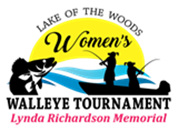 LAKE OF THE WOODS
Women's
WALLEYE TOURNAMENT
Lynda Richardson Memorial